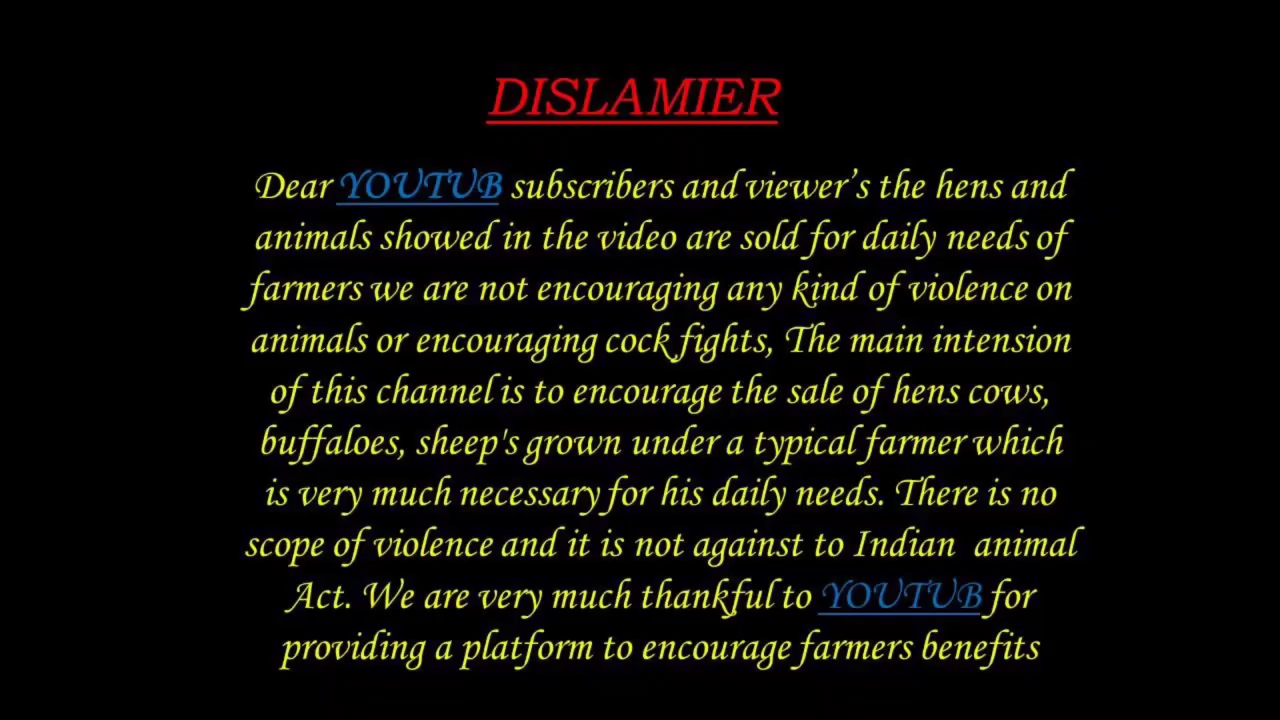 DISLAMIER
Dear YOUTUB subscribers and viewer’s the hens and
animals showed in the video are sold for daily needs of
farmers we are not encouraging any kind of violence on
animals or encouraging cock fights, The main intension
of this channel is to encourage the sale of hens cows,
buffaloes, sheep's grown under a typical farmer which
is very much necessary for his daily needs. There is no
scope of violence and it is not against to Indian animal
Act. We are very much thankful to YOUTUB for
providing a platform to encourage farmers benefits